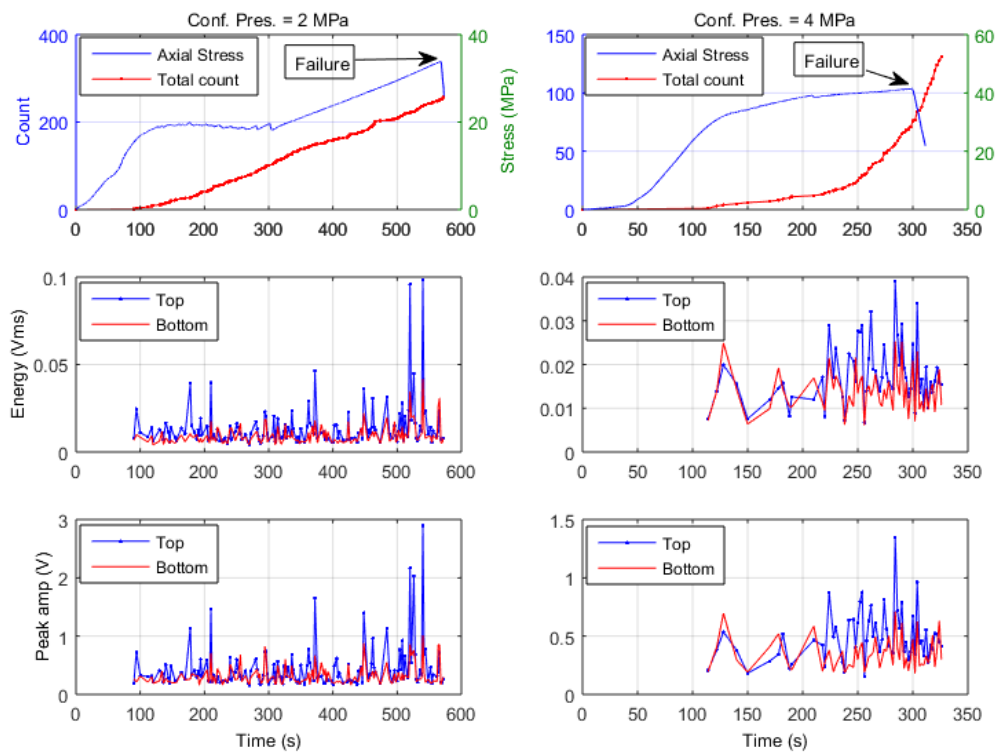 Conf. Pres. = 2 MPa
400
200
0
Count
Axial Stress
Total count
Failure
40
20
0
Stress (MPa)
0 100 200 300 400 500 600
Conf. Pres. = 4 MPa
150
100
50
0
Axial Stress
Total count
Failure
60
40
20
0
0 50 100 150 200 250 300 350
0.1
0.05
0
Energy (Vms)
Top
Bottom
0 100 200 300 400 500 600
0.04
0.03
0.02
0.01
0
Top
Bottom
0 50 100 150 200 250 300 350
3
2
1
0
Peak amp (V)
Top
Bottom
0 100 200 300 400 500 600
Time (s)
1.5
1
0.5
0
Top
Bottom
0 50 100 150 200 250 300 350
Time (s)